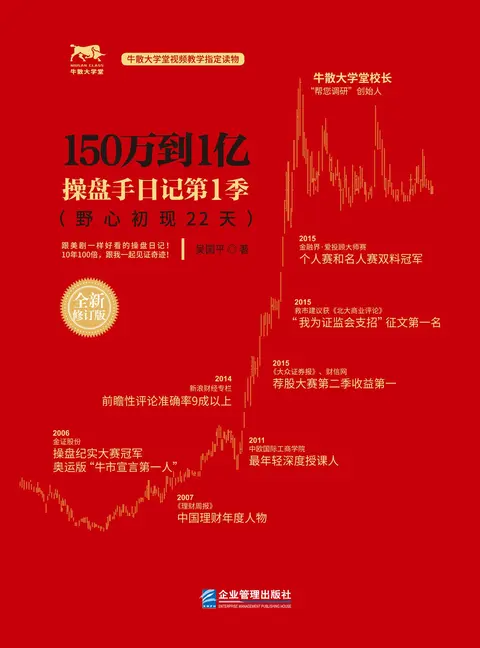 NIUSAN CLASS
牛散大学堂
牛散大学堂视频教学指定读物
牛散大学堂校长
“帮您调研”创始人
150万到1亿
操盘手日记第1季
（野心初现22天）
跟美剧一样好看的操盘日记！
10年100倍，跟我一起见证奇迹！
吴国平◎著
全新
修订版
2015
金融界·爱投顾大师赛
个人赛和名人赛双料冠军
2015
救市建议获《北大商业评论》
“我为证监会支招”征文第一名
2015
《大众证券报》、财信网
荐股大赛第二季收益第一
2014
新浪财经专栏
前瞻性评论准确率9成以上
2011
中欧国际工商学院
最年轻深度授课人
2006
金证股份
操盘纪实大赛冠军
奥运版“牛市宣言第一人”
2007
《理财周报》
中国理财年度人物
企业管理出版社
ENTERPRISE MANAGEMENT PUBLISHING HOUSE